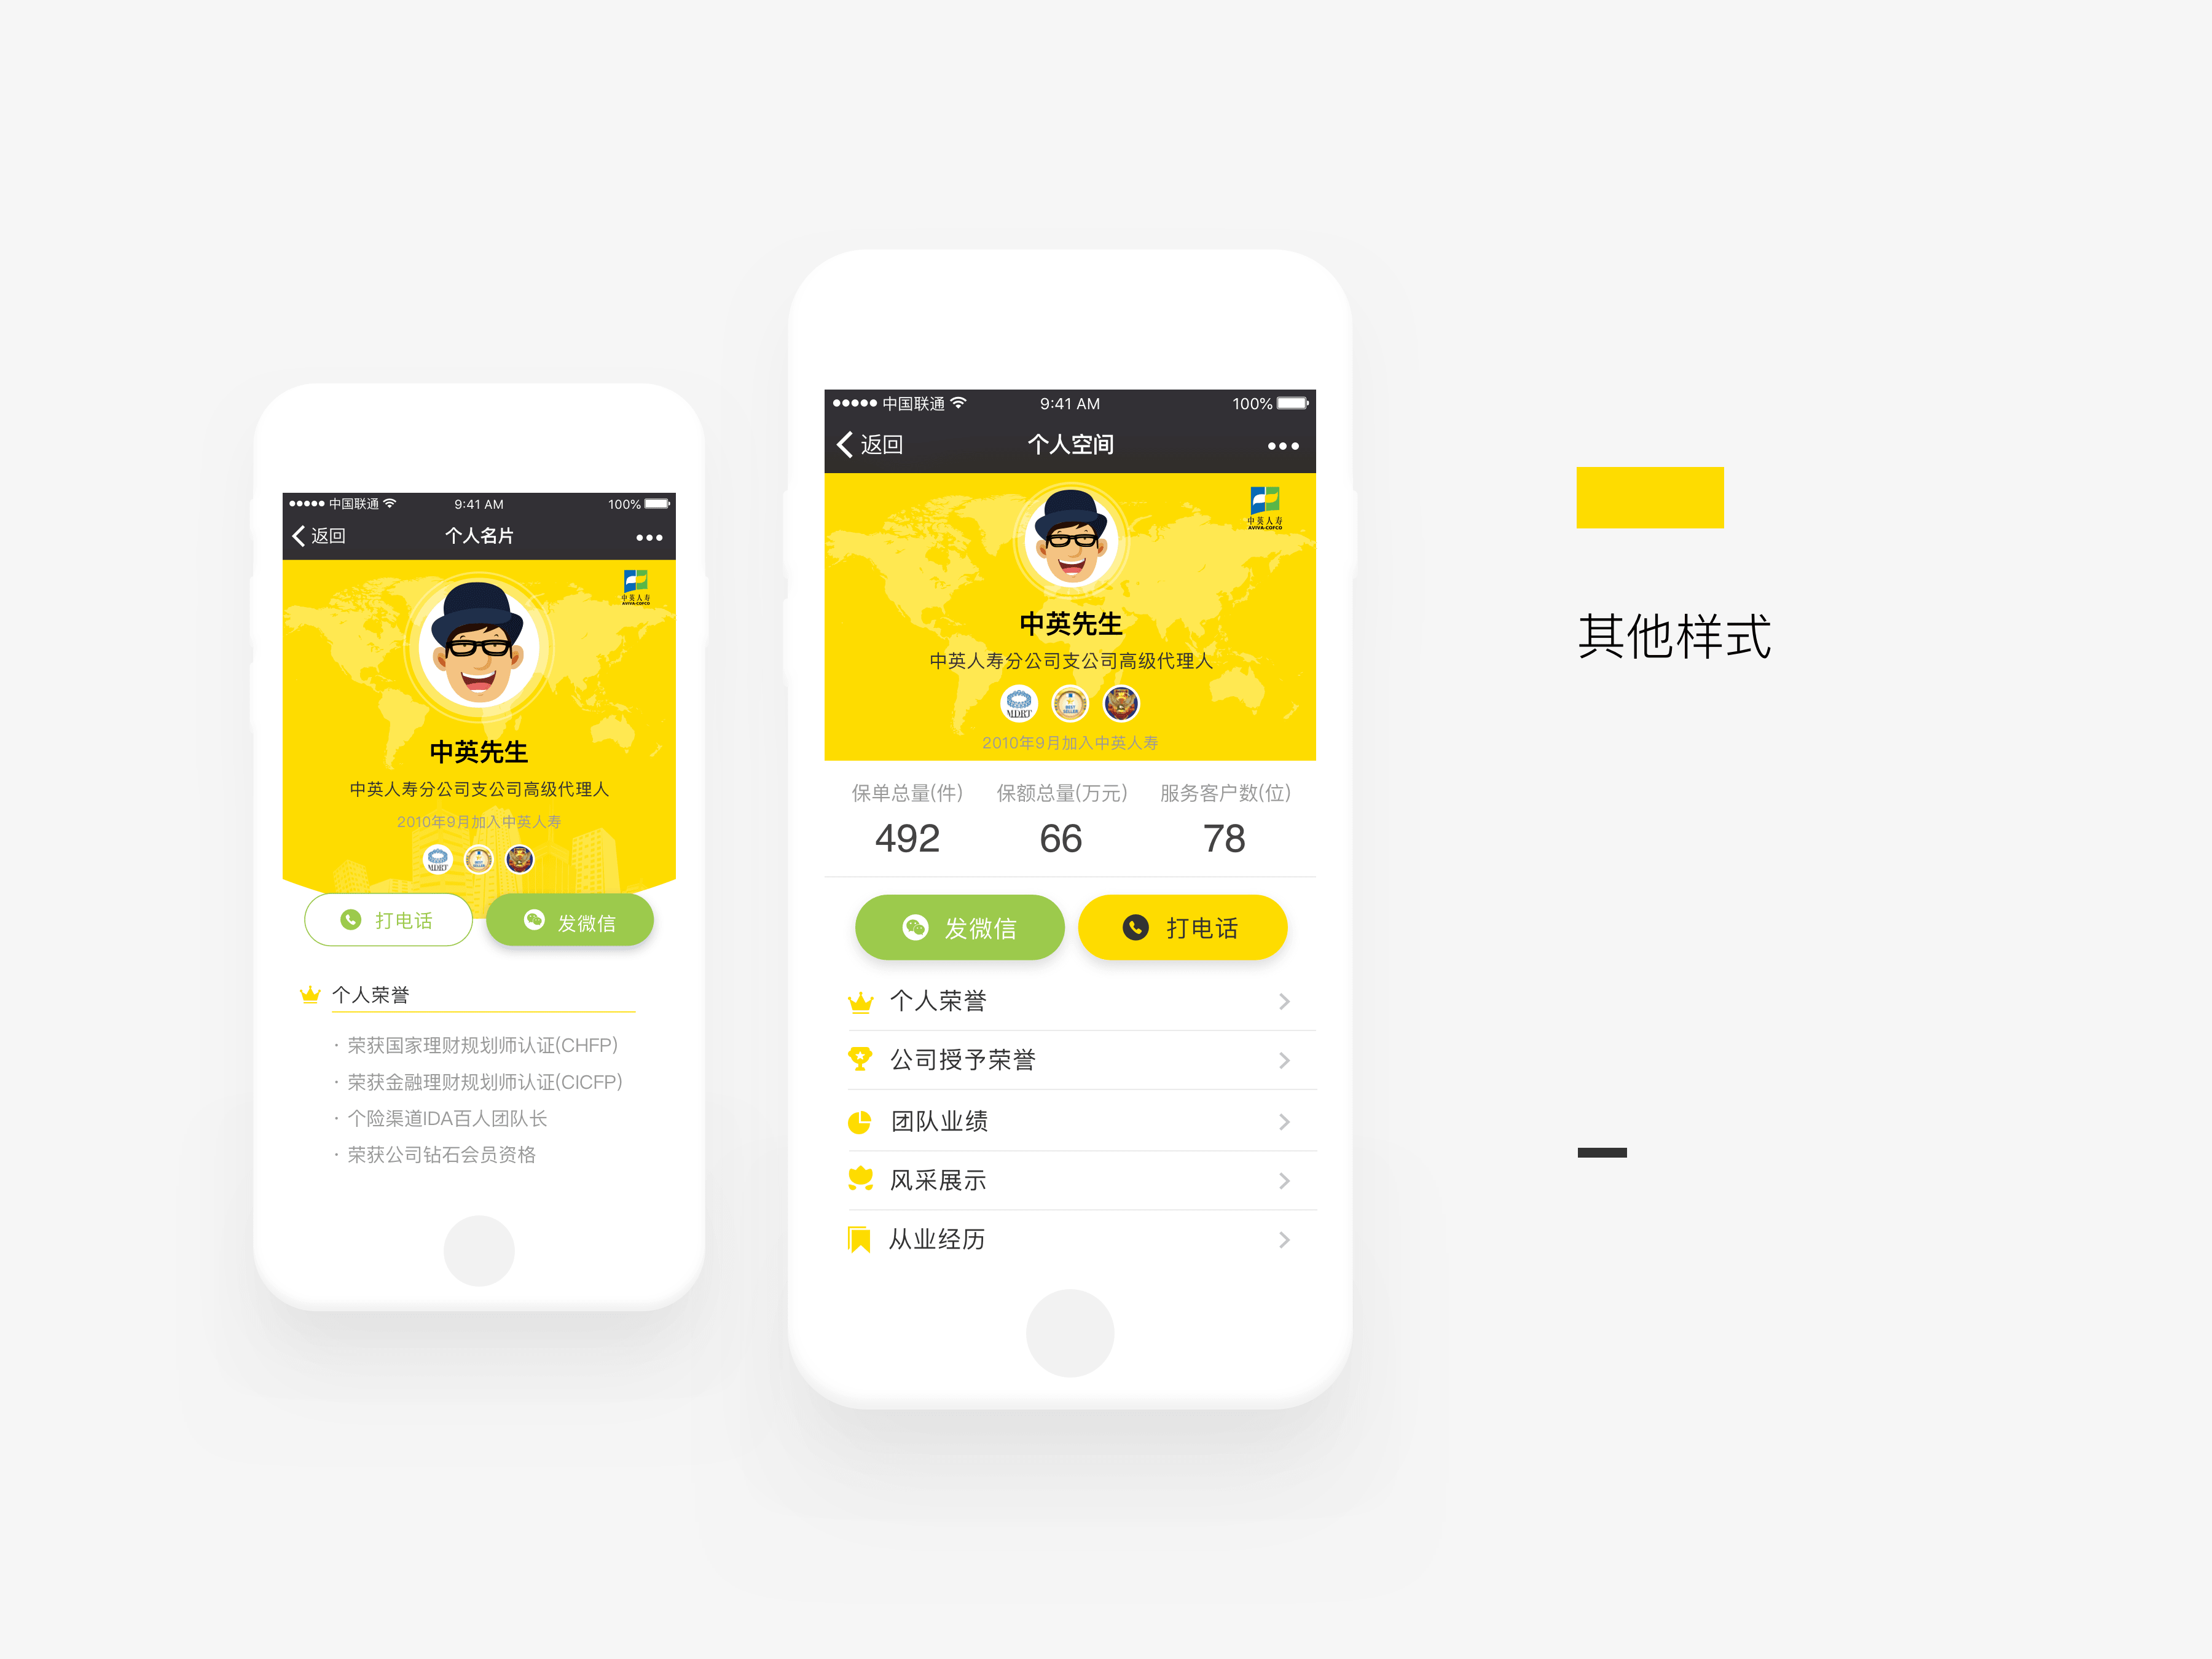 中国联通 9:41 AM 100%
返回 个人名片
中英人寿
AVIVA-COFCO
中英先生
中英人寿分公司支公司高级代理人
2010年9月加入中英人寿
MDRT BEST SELLER
打电话 发微信
个人荣誉
· 荣获国家理财规划师认证(CHFP)
· 荣获金融理财规划师认证(CICFP)
· 个险渠道IDA百人团队长
· 荣获公司钻石会员资格
中国联通 9:41 AM 100%
返回 个人空间
中英人寿
AVIVA-COFCO
中英先生
中英人寿分公司支公司高级代理人
MDRT BEST SELLER
2010年9月加入中英人寿
保单总量(件) 保额总量(万元) 服务客户数(位)
492 66 78
发微信 打电话
个人荣誉
公司授予荣誉
团队业绩
风采展示
从业经历
其他样式